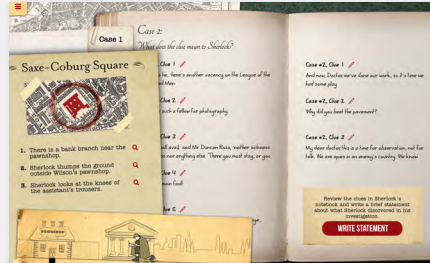 Case 1
Saxe-Coburg Square
1. There is a bank branch near the
pawnshop.
2. Sherlock thumps the ground
outside Wilson's pawnshop.
3. Sherlock looks at the knees of
the assistant's trousers.
Case 2:
What does the clue mean to Sherlock?
Clue 1
he, here's another vacancy on the League of the
Clue 2
such a fellow for photography.
Clue 3
said Mr Duncan Ross, 'neither sickness
nor anything else. There you must stay, or you
Clue 4
Case #2, Clue 1
And now, Doctor, we've done our work, so it's time we
had some play
Case #2, Clue 2
Why did you beat the pavement?
Case #2, Clue 3
My dear doctor, this is a time for observation, not for
talk. We are spies in an enemy's country. We know
Review the clues in Sherlock's
notebook and write a brief statement
about what Sherlock discovered in his
investigation.
WRITE STATEMENT